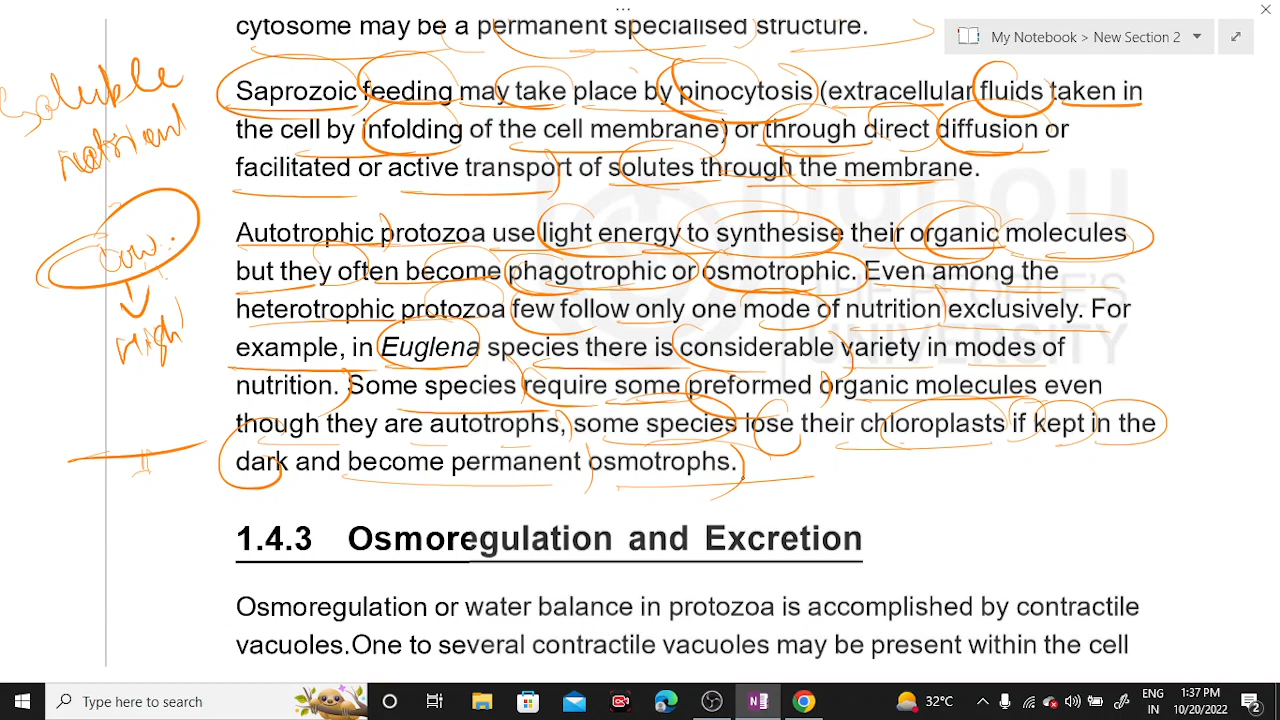 My Notebook > New Section 2
cytosome may be a permanent specialised structure.
Saprozoic feeding may take place by pinocytosis (extracellular fluids taken in
the cell by infolding of the cell membrane) or through direct diffusion or
facilitated or active transport of solutes through the membrane.
Autotrophic protozoa use light energy to synthesise their organic molecules
but they often become phagotrophic or osmotrophic. Even among the
heterotrophic protozoa few follow only one mode of nutrition exclusively. For
example, in Euglena species there is considerable variety in modes of
nutrition. Some species require some preformed organic molecules even
though they are autotrophs, some species lose their chloroplasts if kept in the
dark and become permanent osmotrophs.
1.4.3 Osmoregulation and Excretion
Osmoregulation or water balance in protozoa is accomplished by contractile
vacuoles.One to several contractile vacuoles may be present within the cell
Soluble
High
THE PEOPLE'S
UNIVERSITY
Type here to search
32°C
ENG
IN
1:37 PM
10/20/2022
2